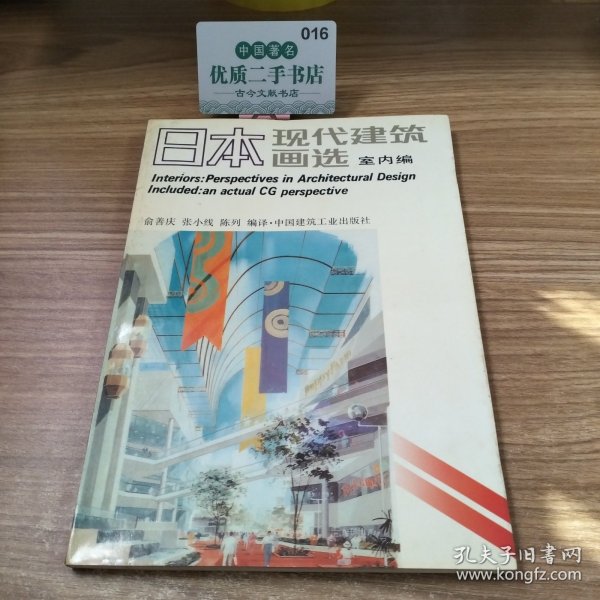 016
中国著名
优质二手书店
古今文献书店
日本 现代建筑
画选 室内编
Interiors:Perspectives in Architectural Design
Included:an actual CG perspective
俞善庆 张小线 陈列 编译·中国建筑工业出版社
孔夫子旧书网
www.kongfz.com